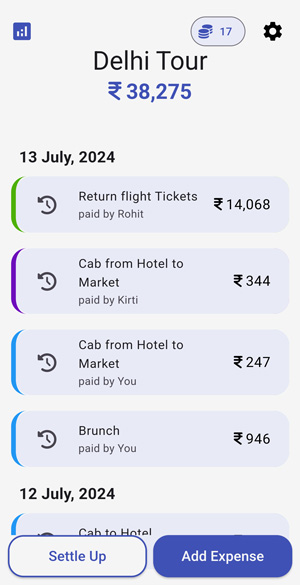 17
Delhi Tour
₹ 38,275
13 July, 2024
Return flight Tickets
₹ 14,068
paid by Rohit
Cab from Hotel to
Market
₹ 344
paid by Kirti
Cab from Hotel to
Market
₹ 247
paid by You
Brunch
₹ 946
paid by You
12 July, 2024
Cab to Hotel
Settle Up
Add Expense